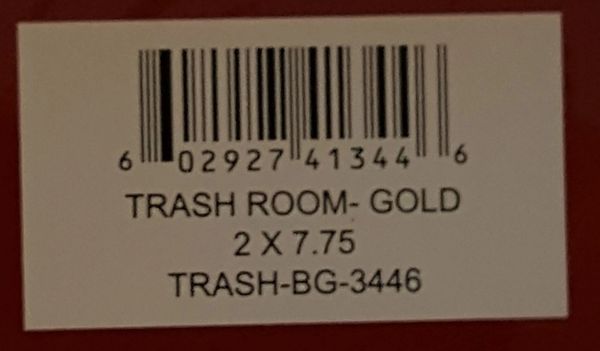 6 02927 41344 6
TRASH ROOM- GOLD
2 X 7.75
TRASH-BG-3446